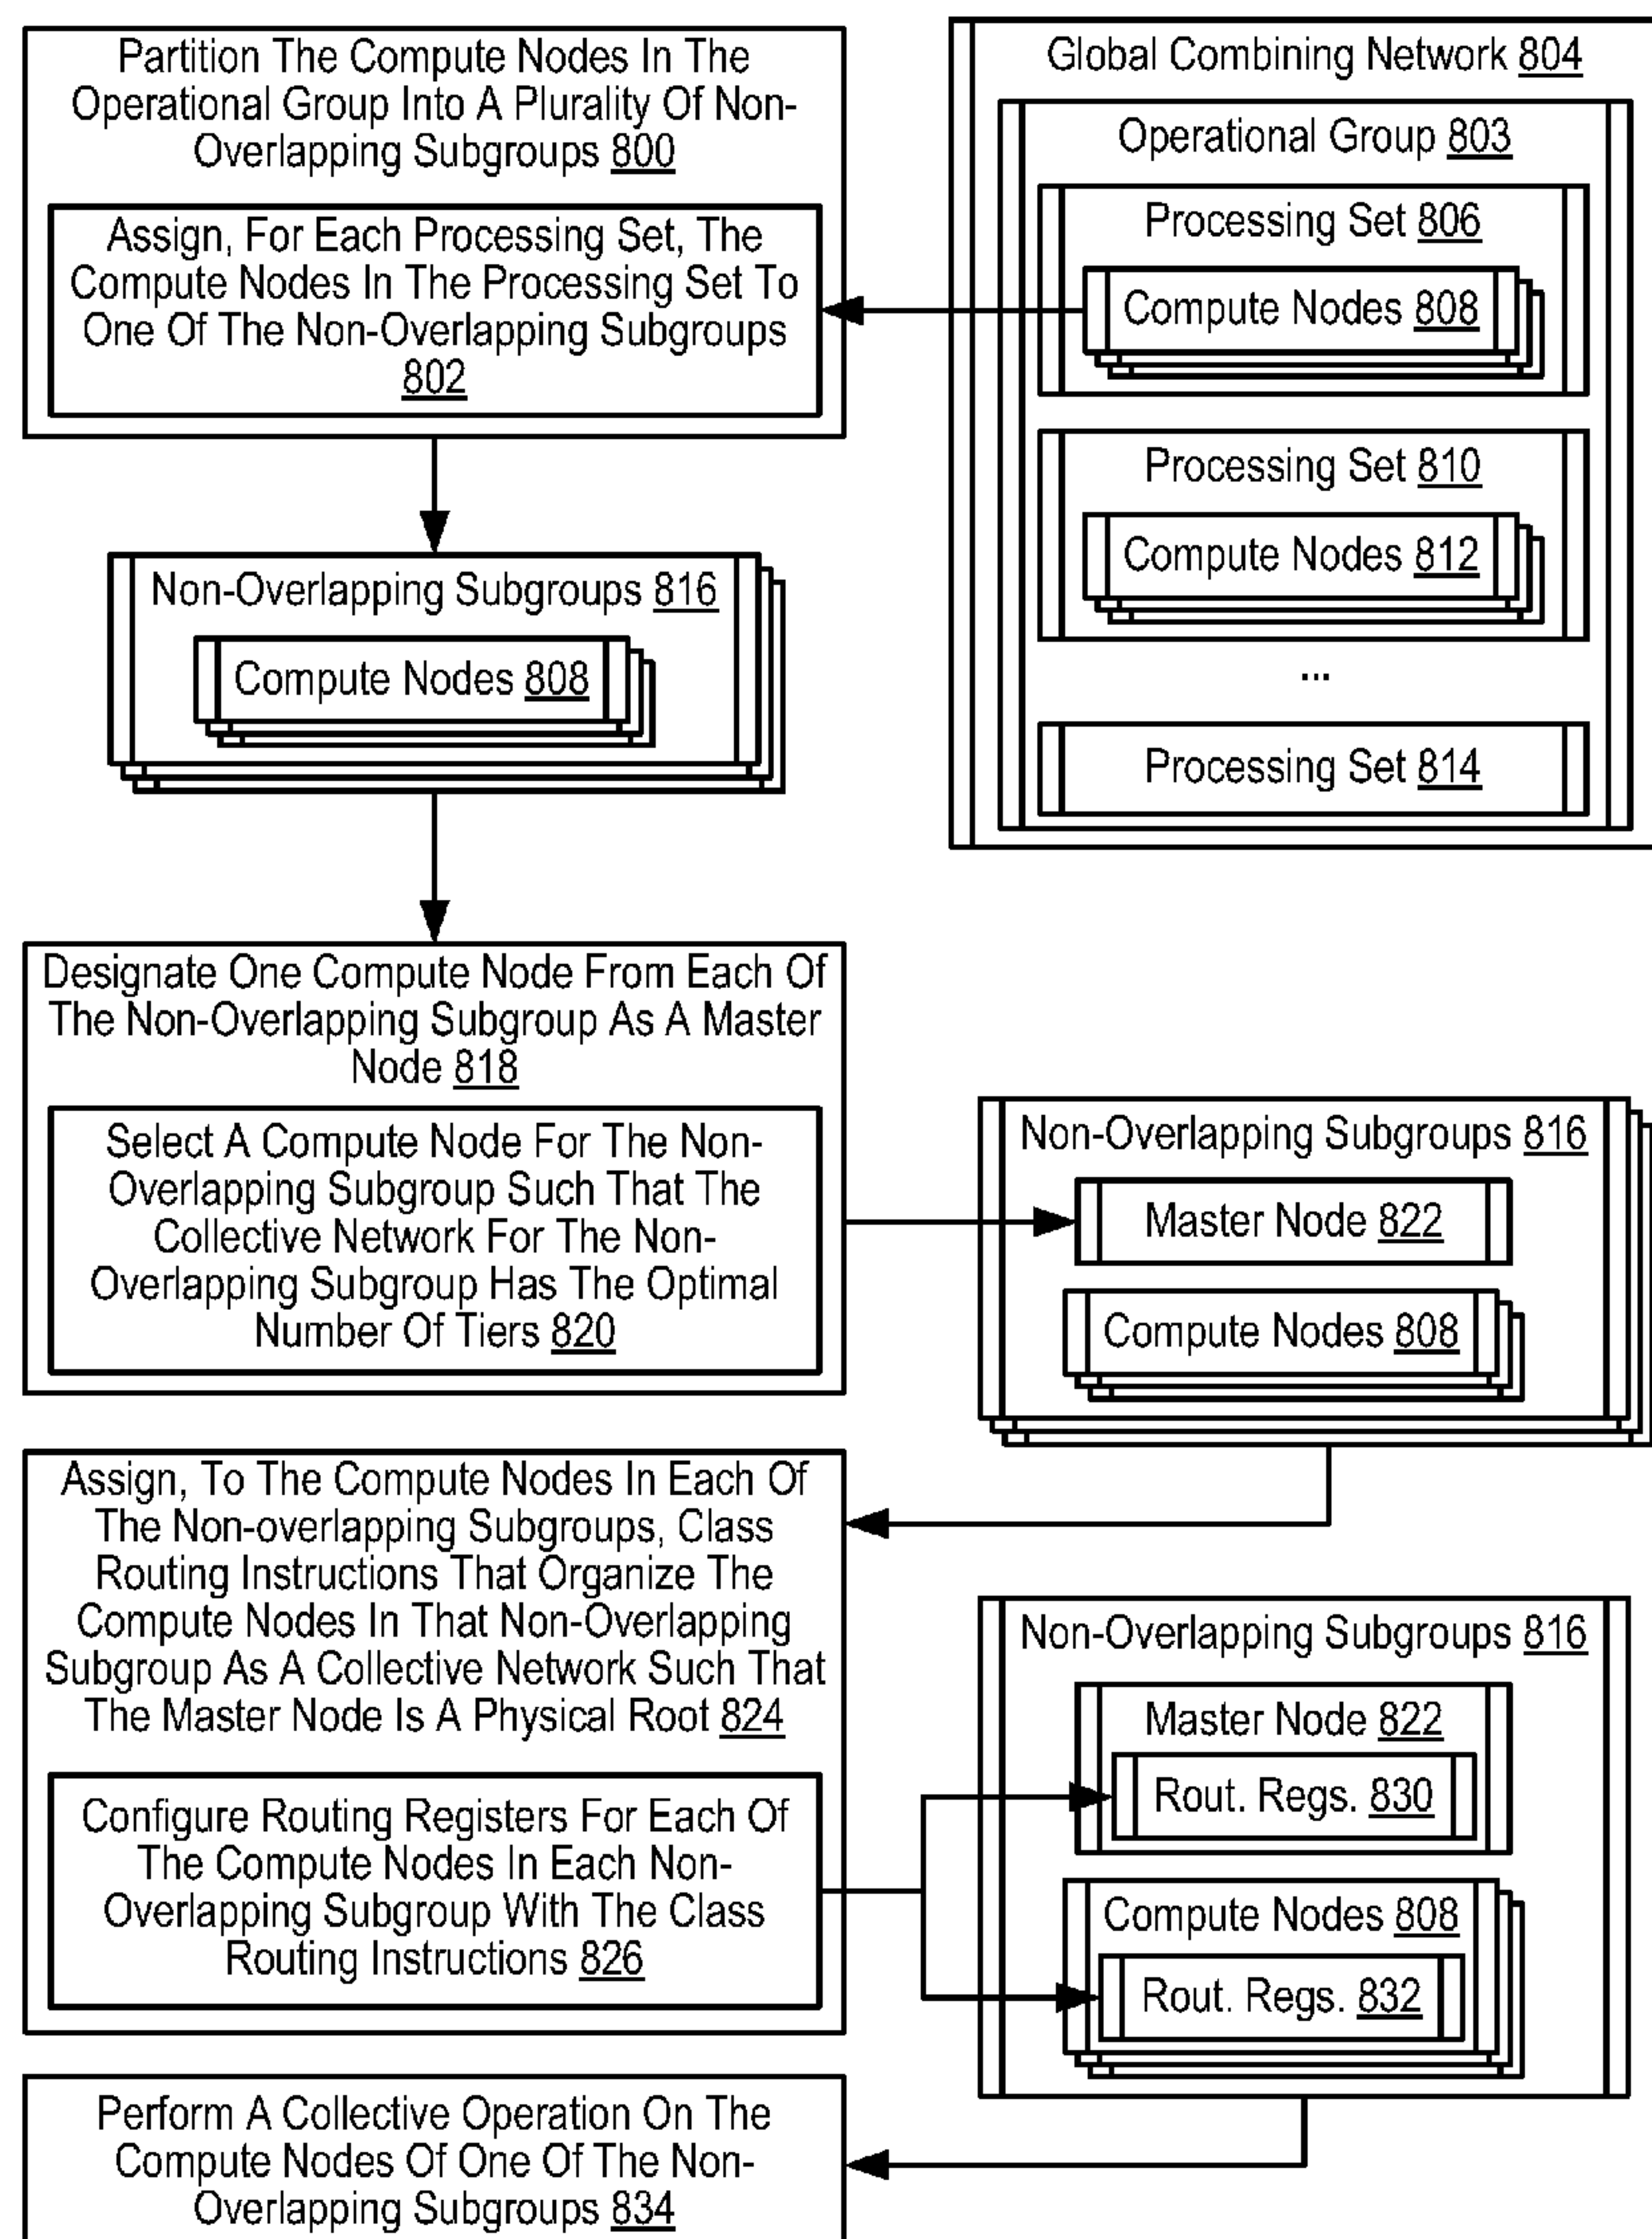 Partition The Compute Nodes In The
Operational Group Into A Plurality Of Non-
Overlapping Subgroups 800
Assign, For Each Processing Set, The
Compute Nodes In The Processing Set To
One Of The Non-Overlapping Subgroups
802
Global Combining Network 804
Operational Group 803
Processing Set 806
Compute Nodes 808
Processing Set 810
Compute Nodes 812
...
Processing Set 814
Non-Overlapping Subgroups 816
Compute Nodes 808
Designate One Compute Node From Each Of
The Non-Overlapping Subgroup As A Master
Node 818
Select A Compute Node For The Non-
Overlapping Subgroup Such That The
Collective Network For The Non-
Overlapping Subgroup Has The Optimal
Number Of Tiers 820
Non-Overlapping Subgroups 816
Master Node 822
Compute Nodes 808
Assign, To The Compute Nodes In Each Of
The Non-overlapping Subgroups, Class
Routing Instructions That Organize The
Compute Nodes In That Non-Overlapping
Subgroup As A Collective Network Such That
The Master Node Is A Physical Root 824
Configure Routing Registers For Each Of
The Compute Nodes In Each Non-
Overlapping Subgroup With The Class
Routing Instructions 826
Non-Overlapping Subgroups 816
Master Node 822
Rout. Regs. 830
Compute Nodes 808
Rout. Regs. 832
Perform A Collective Operation On The
Compute Nodes Of One Of The Non-
Overlapping Subgroups 834